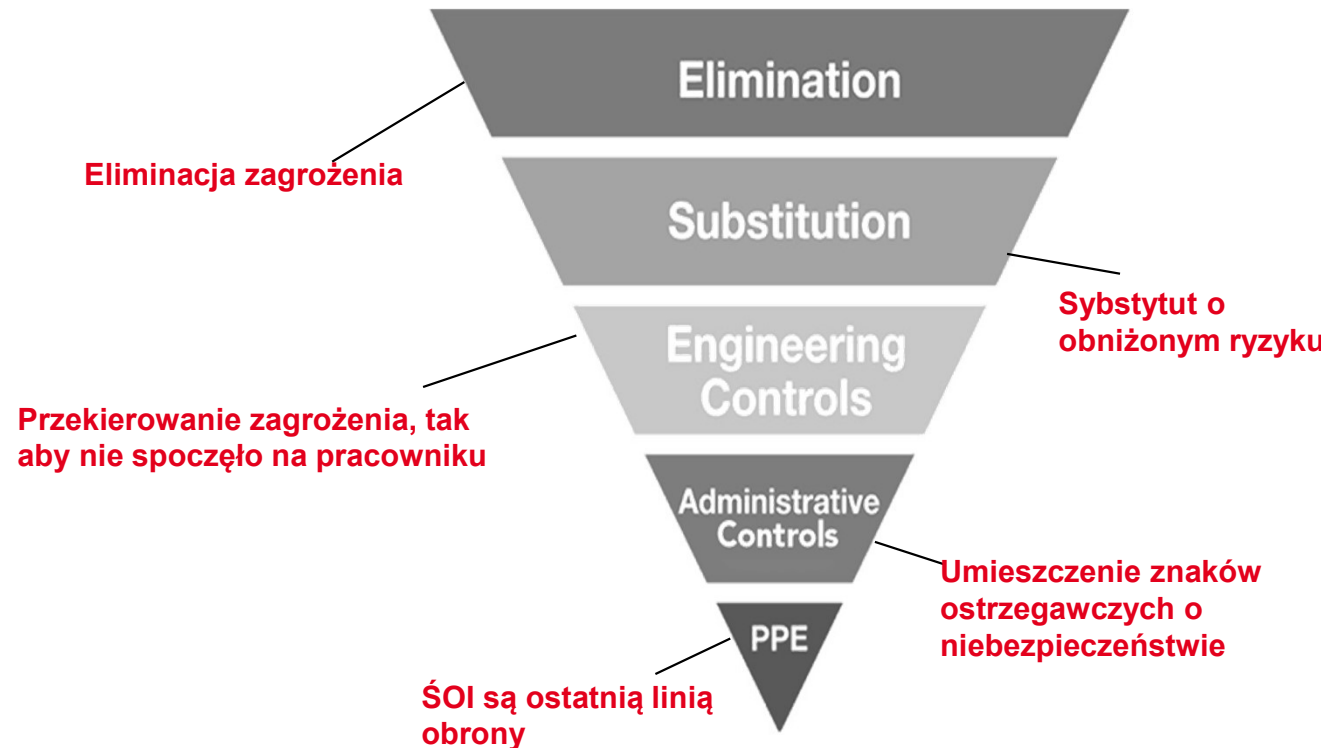 Elimination
Eliminacja zagrożenia
Substitution
Sybstytut o
obniżonym ryzyku
Engineering
Controls
Przekierowanie zagrożenia, tak
aby nie spoczęło na pracowniku
Administrative
Controls
Umieszczenie znaków
ostrzegawczych o
niebezpieczeństwie
PPE
ŚOI są ostatnią linią
obrony